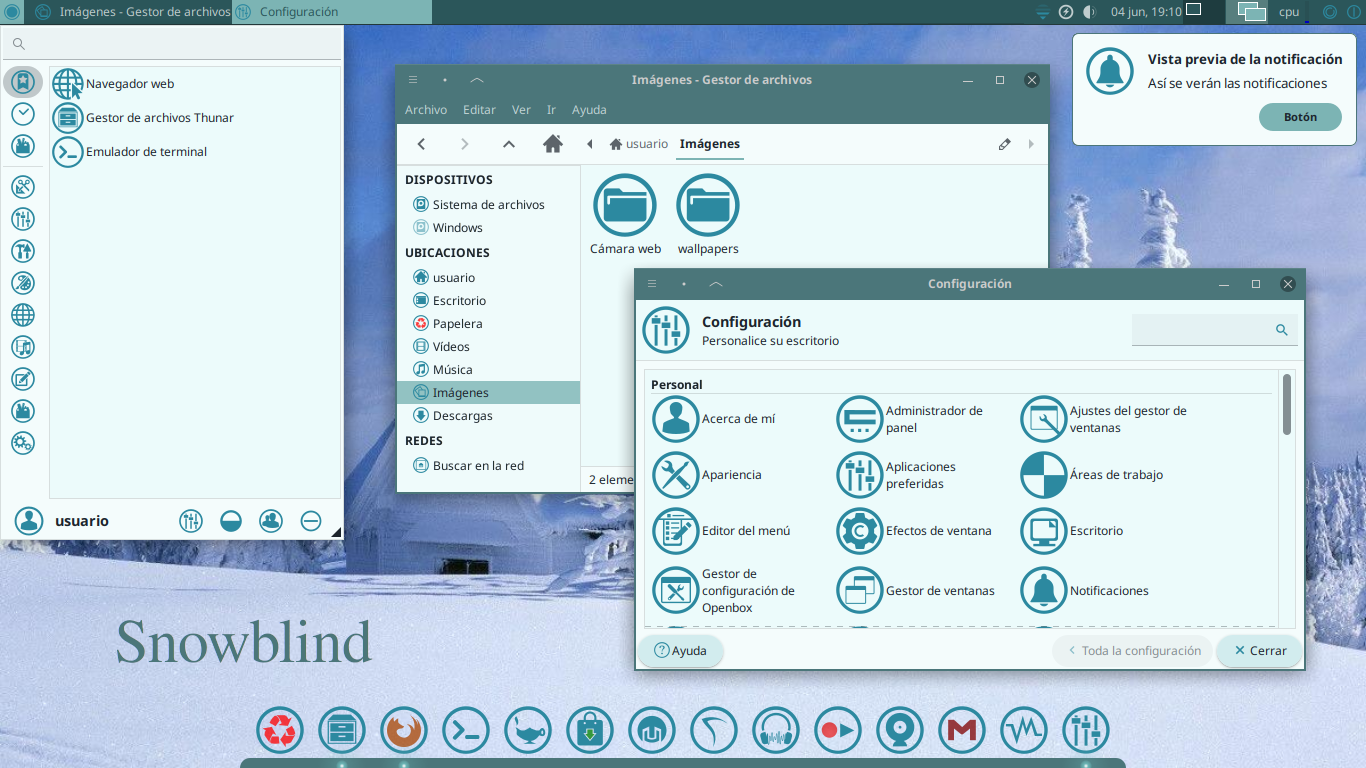 Imágenes - Gestor de archivos
Configuración
04 jun, 19:10
cpu
Navegador web
Gestor de archivos Thunar
Emulador de terminal
usuario
Imágenes - Gestor de archivos
Archivo Editar Ver Ir Ayuda
usuario Imágenes
DISPOSITIVOS
Sistema de archivos
Windows
UBICACIONES
usuario
Escritorio
Papelera
Vídeos
Música
Imágenes
Descargas
REDES
Buscar en la red
Cámara web
wallpapers
2 eleme
Vista previa de la notificación
Así se verán las notificaciones
Botón
Configuración
Configuración
Personalice su escritorio
Personal
Acerca de mí
Administrador de
panel
Ajustes del gestor de
ventanas
Apariencia
Aplicaciones
preferidas
Áreas de trabajo
Editor del menú
Efectos de ventana
Escritorio
Gestor de
configuración de
Openbox
Gestor de ventanas
Notificaciones
Ayuda
Toda la configuración
Cerrar
Snowblind